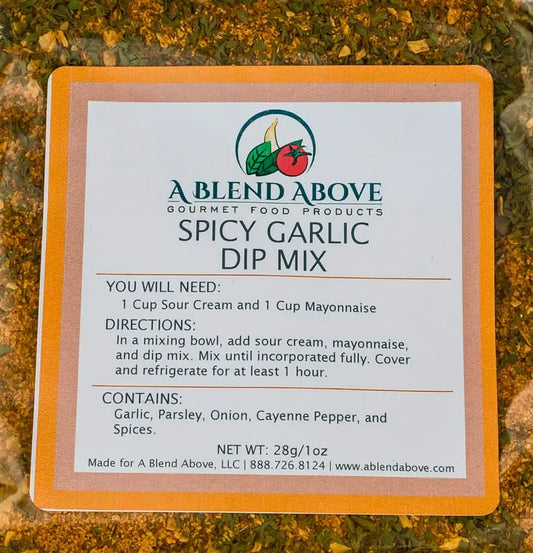 A BLEND ABOVE
GOURMET FOOD PRODUCTS
SPICY GARLIC
DIP MIX
YOU WILL NEED:
1 Cup Sour Cream and 1 Cup Mayonnaise
DIRECTIONS:
In a mixing bowl, add sour cream, mayonnaise,
and dip mix. Mix until incorporated fully. Cover
and refrigerate for at least 1 hour.
CONTAINS:
Garlic, Parsley, Onion, Cayenne Pepper, and
Spices.
NET WT: 28g/1oz
Made for A Blend Above, LLC | 888.726.8124 | www.ablendabove.com